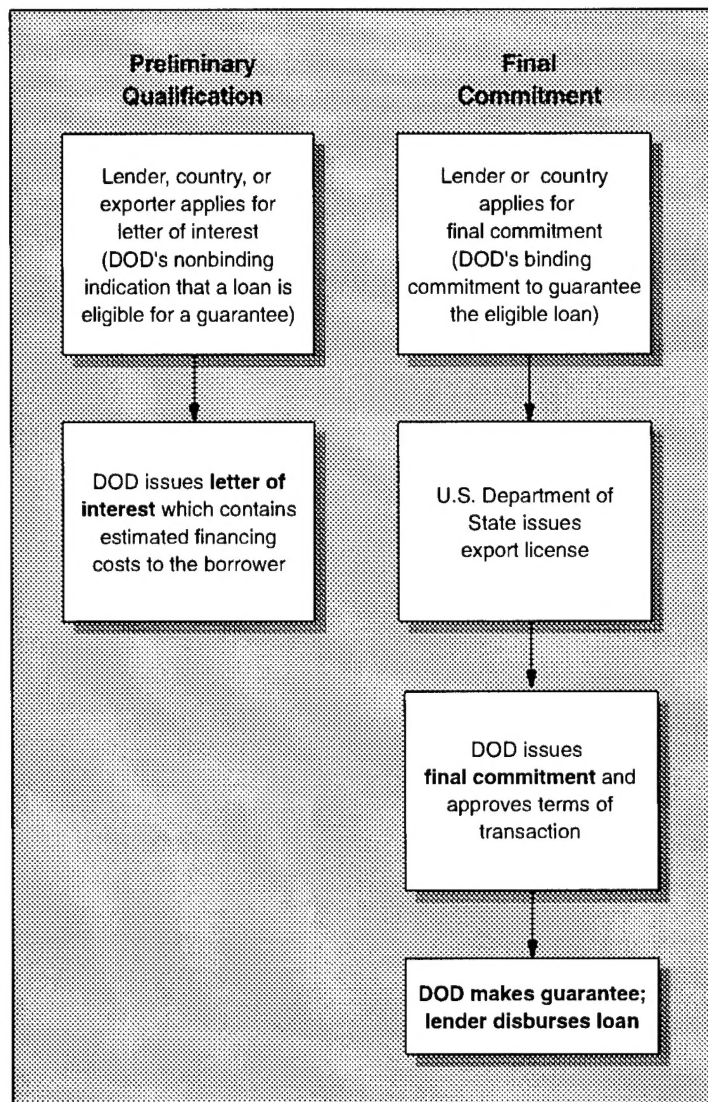 Preliminary
Qualification
Lender, country, or
exporter applies for
letter of interest
(DOD's nonbinding
indication that a loan is
eligible for a guarantee)
DOD issues letter of
interest which contains
estimated financing
costs to the borrower
Final
Commitment
Lender or country
applies for
final commitment
(DOD's binding
commitment to guarantee
the eligible loan)
U.S. Department of
State issues
export license
DOD issues
final commitment and
approves terms of
transaction
DOD makes guarantee;
lender disburses loan